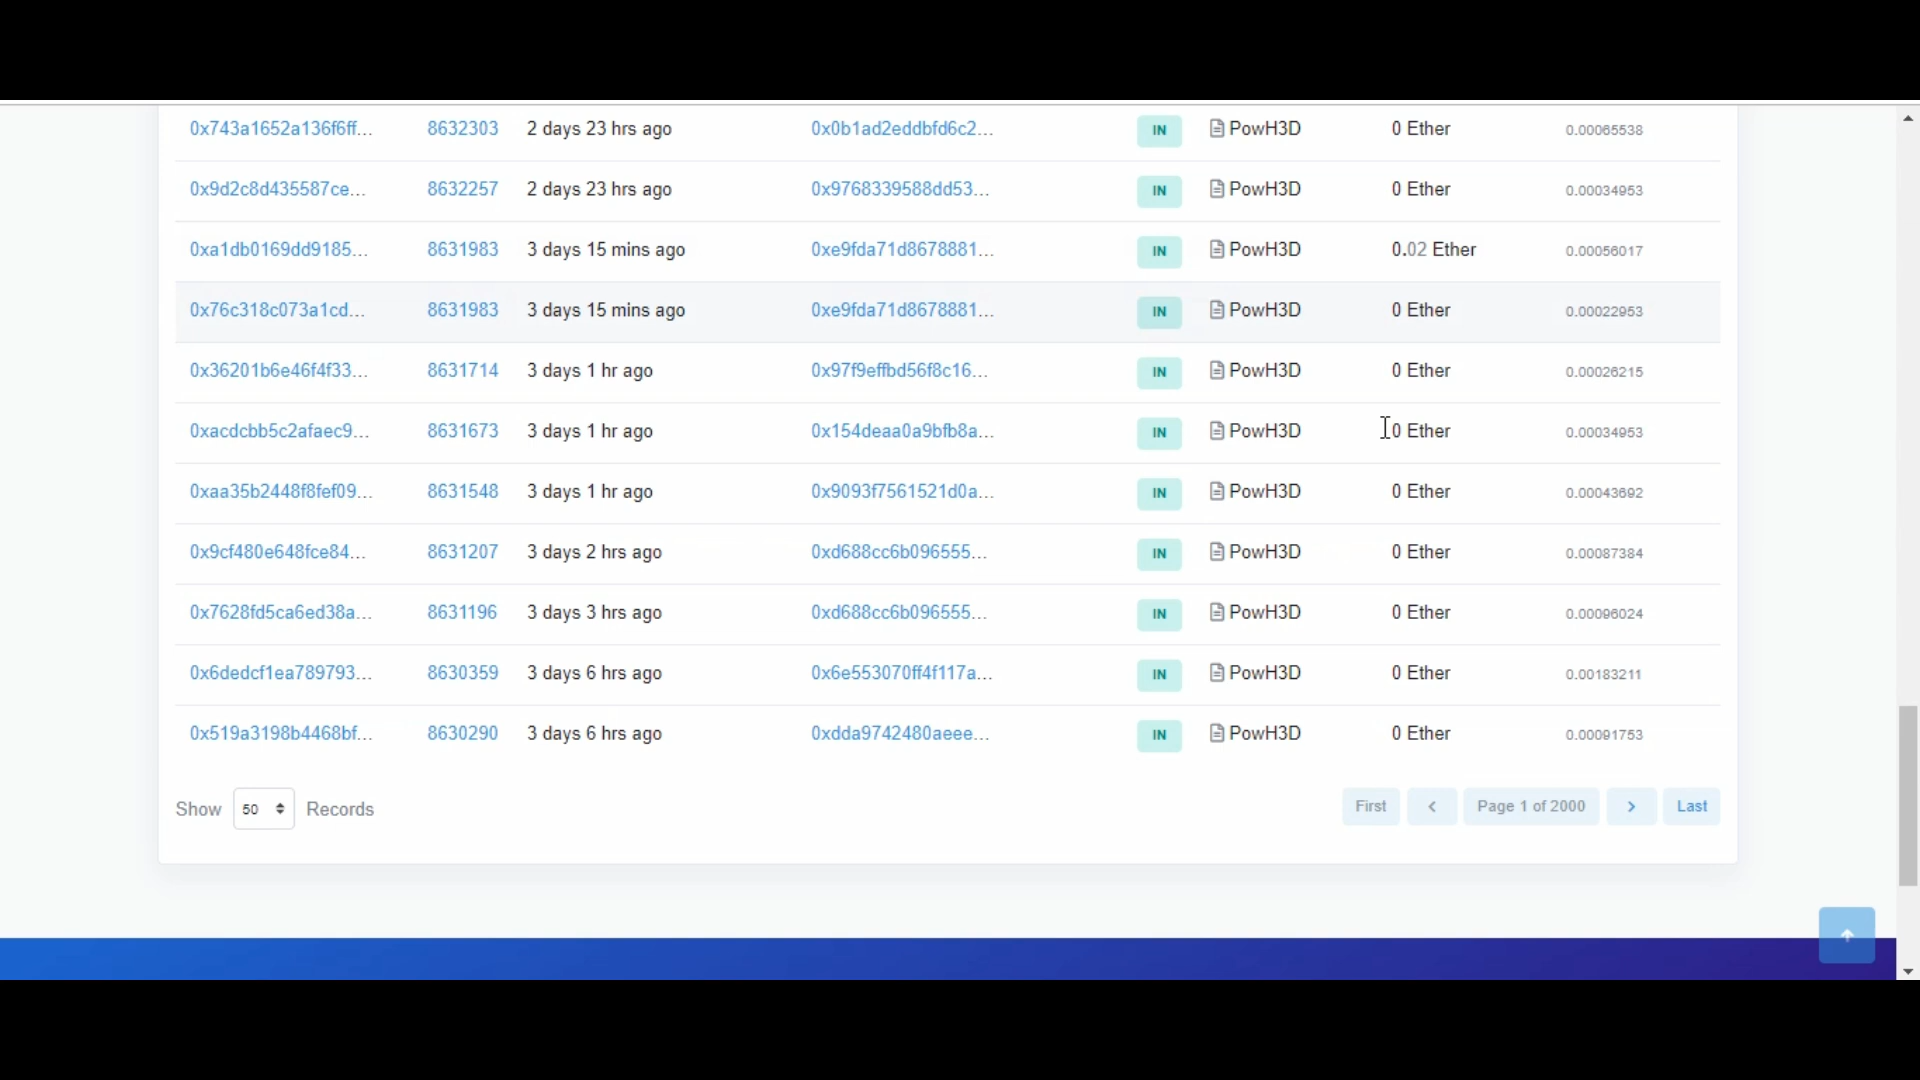 0x743a1652a136f6ff... 8632303 2 days 23 hrs ago 0x0b1ad2eddbfd6c2... IN PowH3D 0 Ether 0.00065538
0x9d2c8d435587ce... 8632257 2 days 23 hrs ago 0x9768339588dd53... IN PowH3D 0 Ether 0.00034953
0xa1db0169dd9185... 8631983 3 days 15 mins ago 0xe9fda71d8678881... IN PowH3D 0.02 Ether 0.00056017
0x76c318c073a1cd... 8631983 3 days 15 mins ago 0xe9fda71d8678881... IN PowH3D 0 Ether 0.00022953
0x36201b6e46f4f33... 8631714 3 days 1 hr ago 0x97f9effbd56f8c16... IN PowH3D 0 Ether 0.00026215
0xacdcbb5c2afaec9... 8631673 3 days 1 hr ago 0x154deaa0a9bfb8a... IN PowH3D 0 Ether 0.00034953
0xaa35b2448f8fef09... 8631548 3 days 1 hr ago 0x9093f7561521d0a... IN PowH3D 0 Ether 0.00043692
0x9cf480e648fce84... 8631207 3 days 2 hrs ago 0xd688cc6b096555... IN PowH3D 0 Ether 0.00087384
0x7628fd5ca6ed38a... 8631196 3 days 3 hrs ago 0xd688cc6b096555... IN PowH3D 0 Ether 0.00096024
0x6dedcf1ea789793... 8630359 3 days 6 hrs ago 0x6e553070ff4f117a... IN PowH3D 0 Ether 0.00183211
0x519a3198b4468bf... 8630290 3 days 6 hrs ago 0xdda9742480aeee... IN PowH3D 0 Ether 0.00091753
Show 50 Records First < Page 1 of 2000 > Last